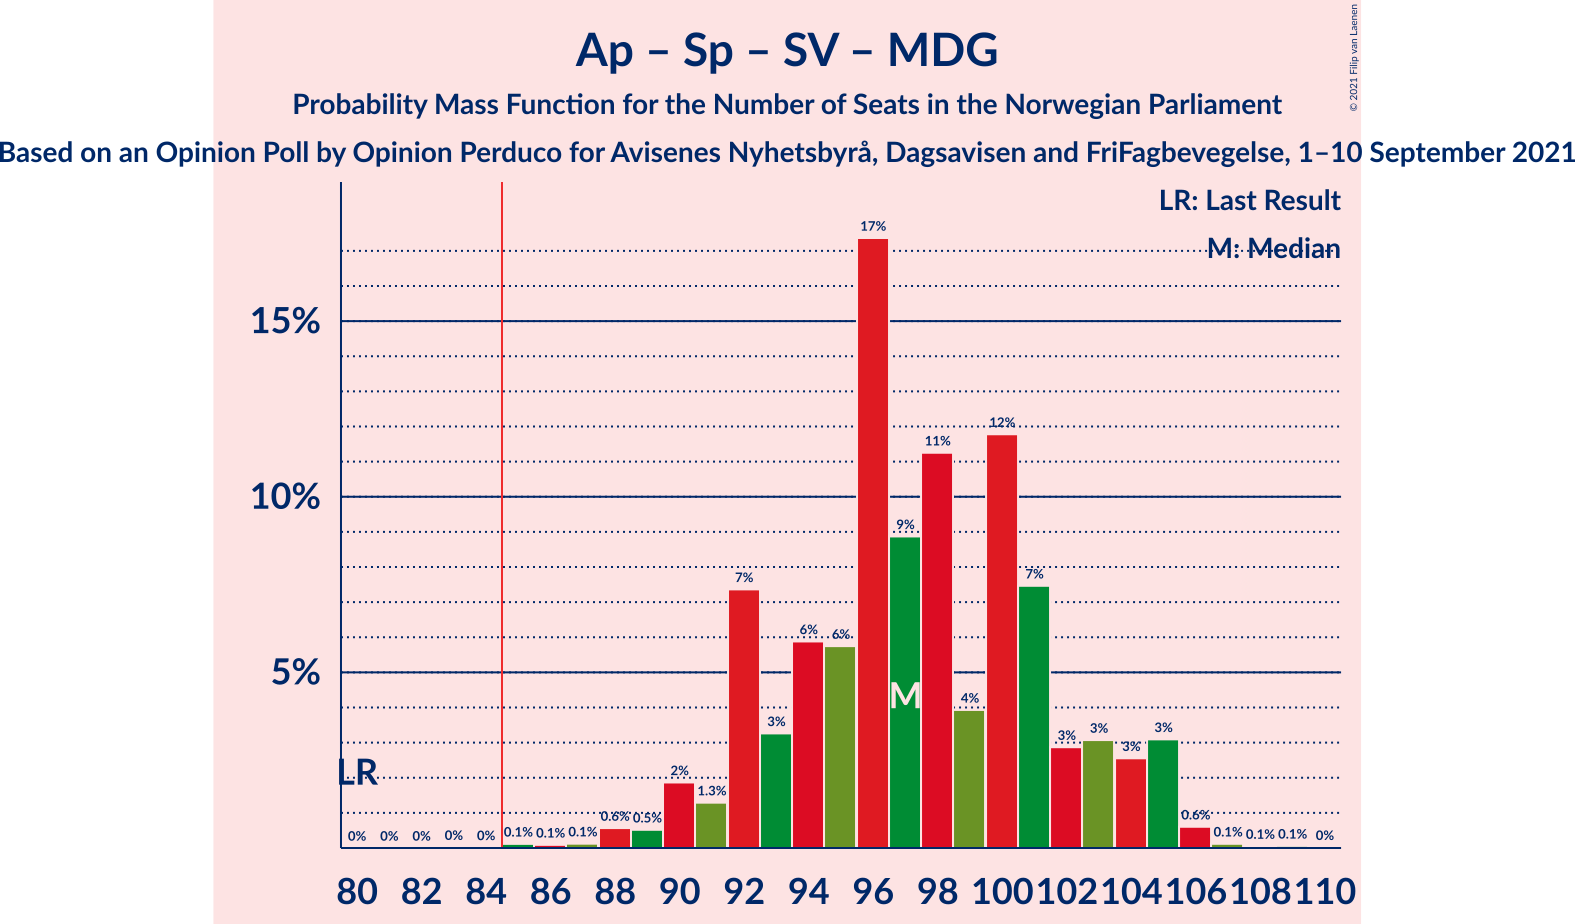 Ap – Sp – SV – MDG
Probability Mass Function for the Number of Seats in the Norwegian Parliament
Based on an Opinion Poll by Opinion Perduco for Avisenes Nyhetsbyrå, Dagsavisen and FriFagbevegelse, 1–10 September 2021
© 2021 Filip van Laenen
LR: Last Result
M: Median
17%
15%
12%
11%
10%
9%
7%
7%
6%
6%
5%
4%
3%
3%
3%
3%
3%
M
LR
2%
1.3%
0% 0% 0% 0% 0% 0.1% 0.1% 0.1% 0.6% 0.5%
0.6% 0.1% 0.1% 0.1% 0%
80 82 84 86 88 90 92 94 96 98 100 102 104 106 108 110